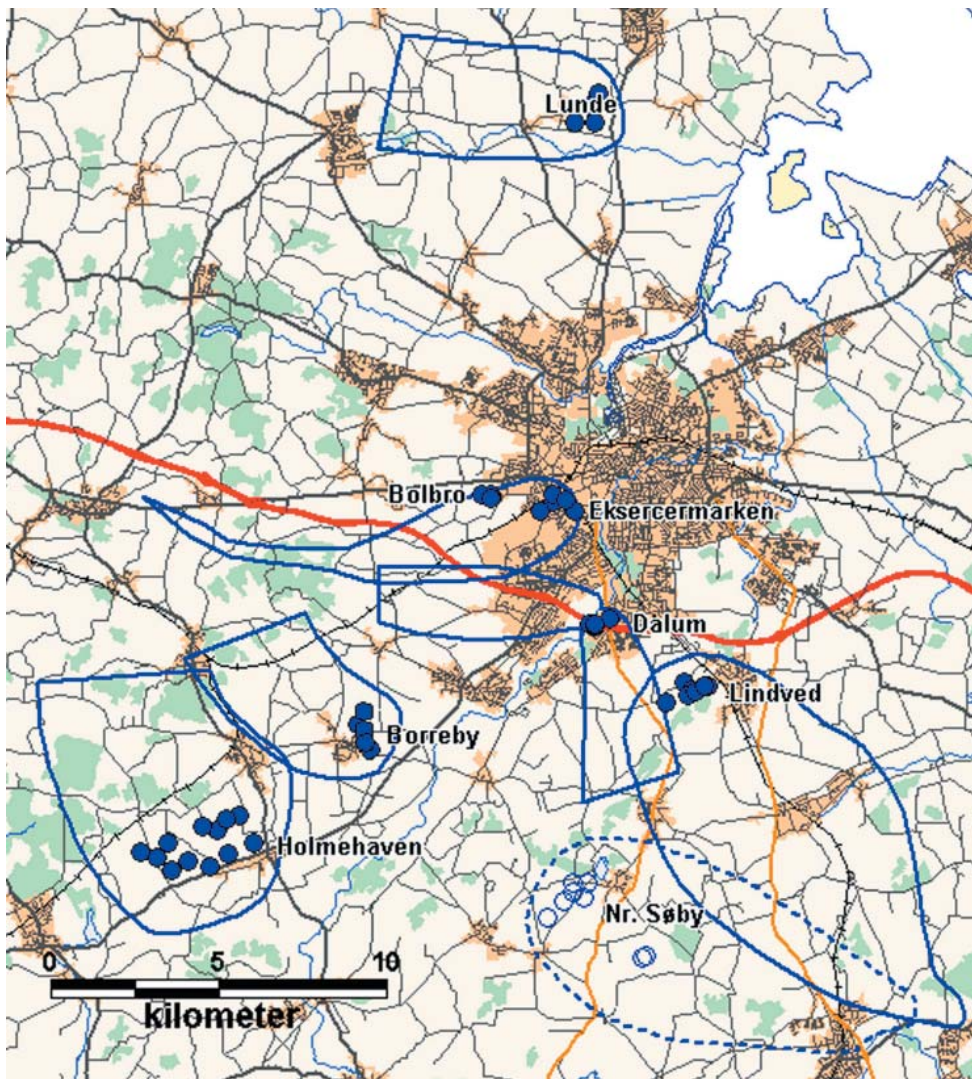 Lunde
Bolbro
Eksercermarken
Dalum
Lindved
Borreby
Holmehaven
Nr. Søby
0 5 10
kilometer